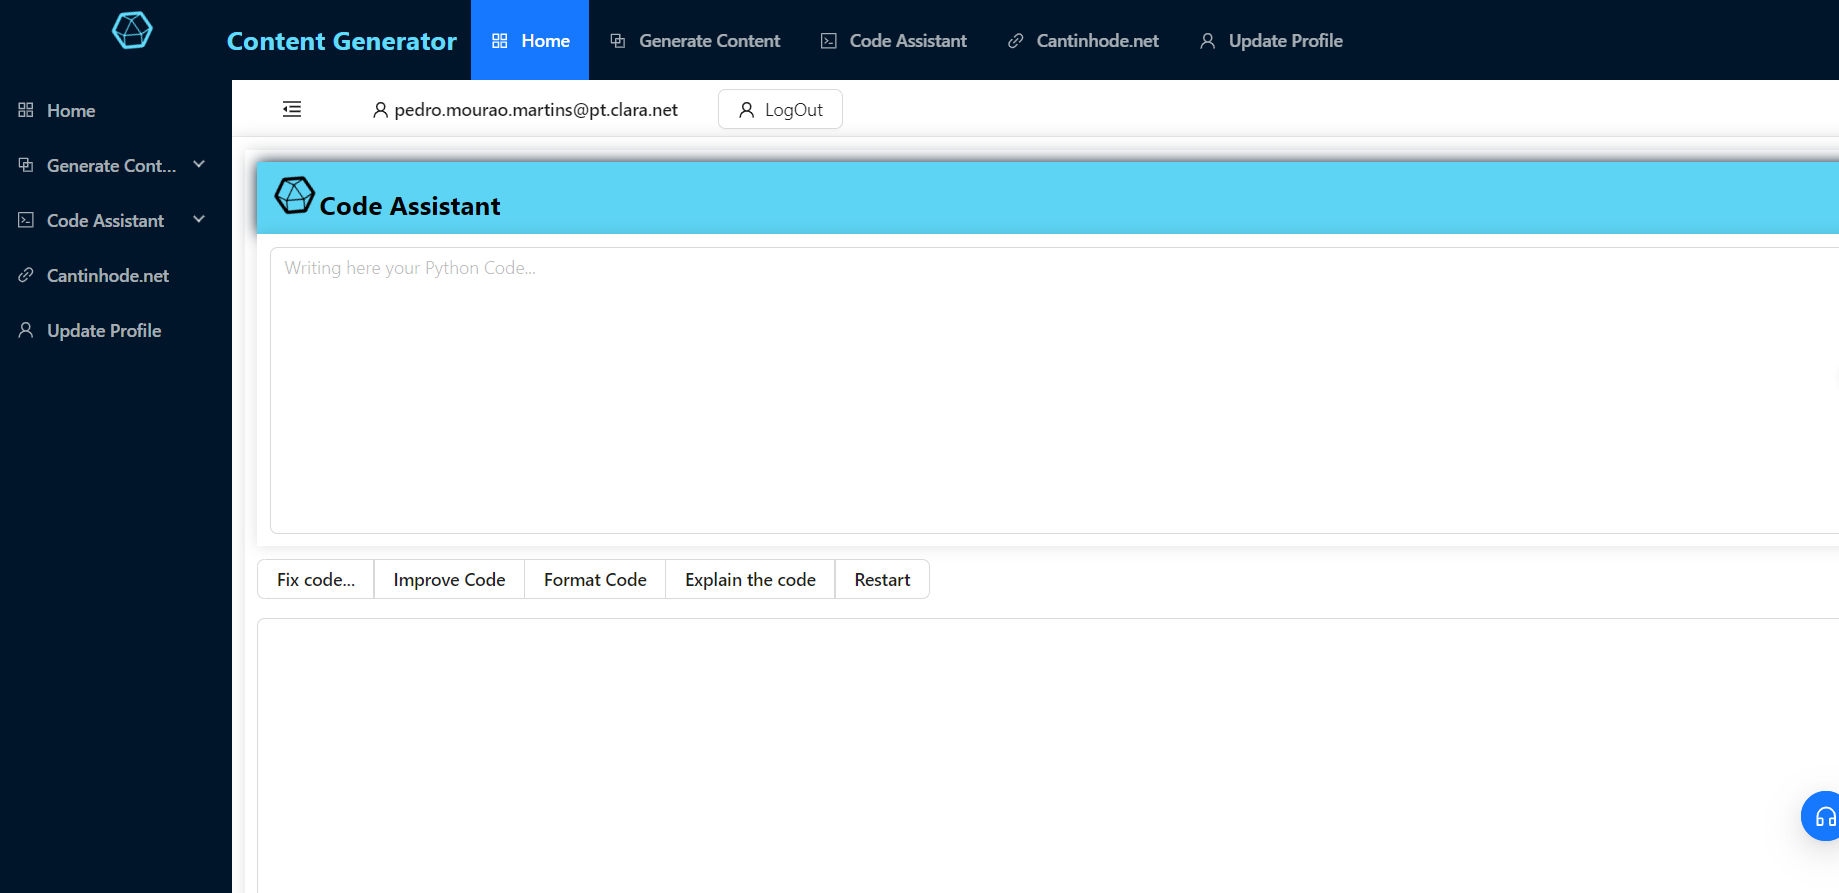 Content Generator
Home
Generate Content
Code Assistant
Cantinhode.net
Update Profile
Home
Generate Cont...
Code Assistant
Cantinhode.net
Update Profile
pedro.mourao.martins@pt.clara.net
LogOut
Code Assistant
Writing here your Python Code...
Fix code...
Improve Code
Format Code
Explain the code
Restart